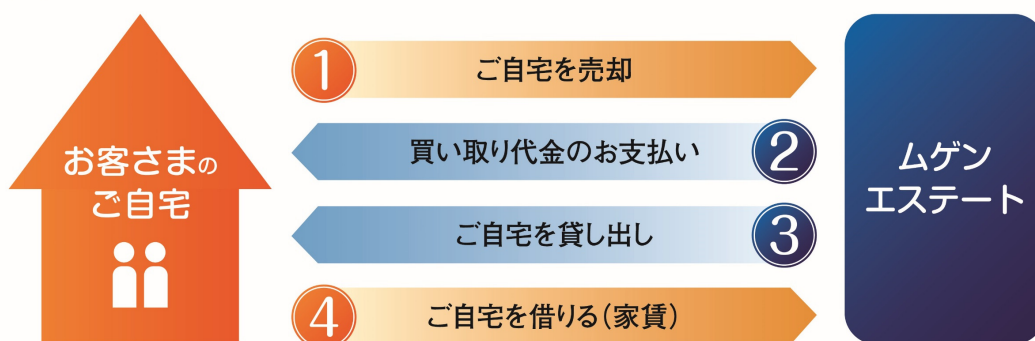 お客さまの
ご自宅
1
ご自宅を売却
買い取り代金のお支払い
2
ご自宅を貸し出し
3
4
ご自宅を借りる(家賃)
ムゲン
エステート